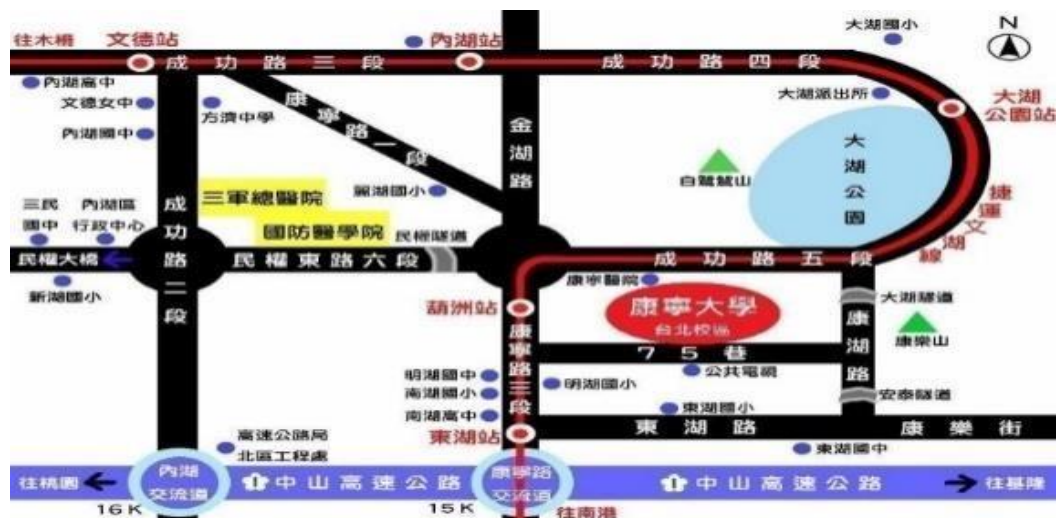 大湖國小
N
往木柵
文德站
內湖站
成功路三段
成功路四段
內湖高中
文德女中
方濟中學
內湖國中
康寧路一段
金湖路
大湖派出所
大湖
公園站
大湖公園
白鷺鷥山
捷運文湖線
麗湖國小
三軍總醫院
國防醫學院
三民
國中
內湖區
行政中心
成功路二段
民權隧道
民權大橋
民權東路六段
成功路五段
新湖國小
康寧醫院
葫洲站
康寧大學
台北校區
大湖隧道
康樂山
康湖路
康寧路三段
75巷
明湖國中
南湖國小
南湖高中
明湖國小
公共電視
東湖國小
安泰隧道
東湖站
東湖路
康樂街
高速公路局
北區工程處
東湖國中
往桃園
內湖
交流道
1中山高速公路
康寧路
交流道
1中山高速公路
往基隆
16K
15K
往南港